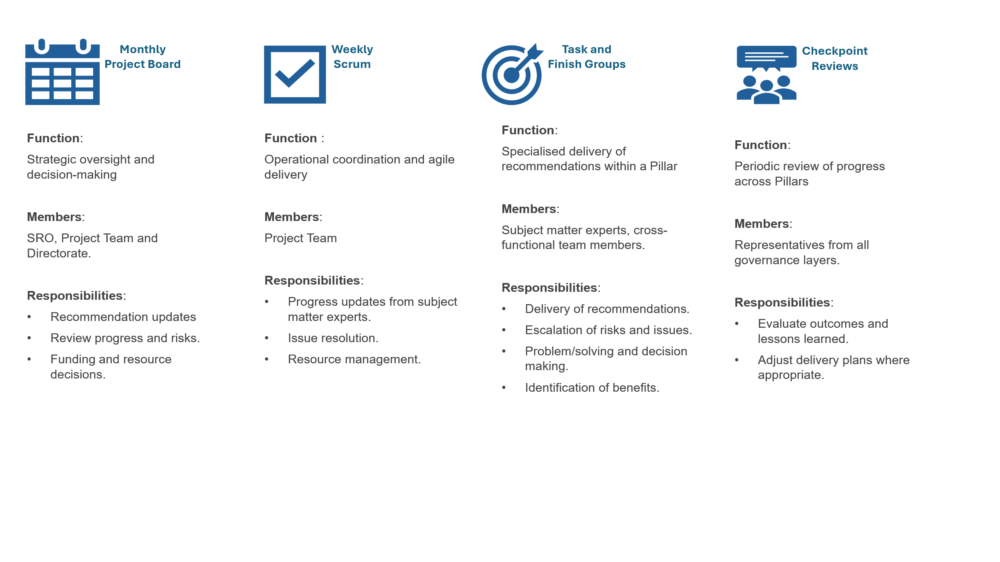 Monthly
Project Board
Function:
Strategic oversight and
decision-making
Members:
SRO, Project Team and
Directorate.
Responsibilities:
• Recommendation updates
• Review progress and risks.
• Funding and resource
decisions.
Weekly
Scrum
Function :
Operational coordination and agile
delivery
Members:
Project Team
Responsibilities:
• Progress updates from subject
matter experts.
• Issue resolution.
• Resource management.
Task and
Finish Groups
Function:
Specialised delivery of
recommendations within a Pillar
Members:
Subject matter experts, cross-
functional team members.
Responsibilities:
• Delivery of recommendations.
• Escalation of risks and issues.
• Problem/solving and decision
making.
• Identification of benefits.
Checkpoint
Reviews
Function:
Periodic review of progress
across Pillars
Members:
Representatives from all
governance layers.
Responsibilities:
• Evaluate outcomes and
lessons learned.
• Adjust delivery plans where
appropriate.